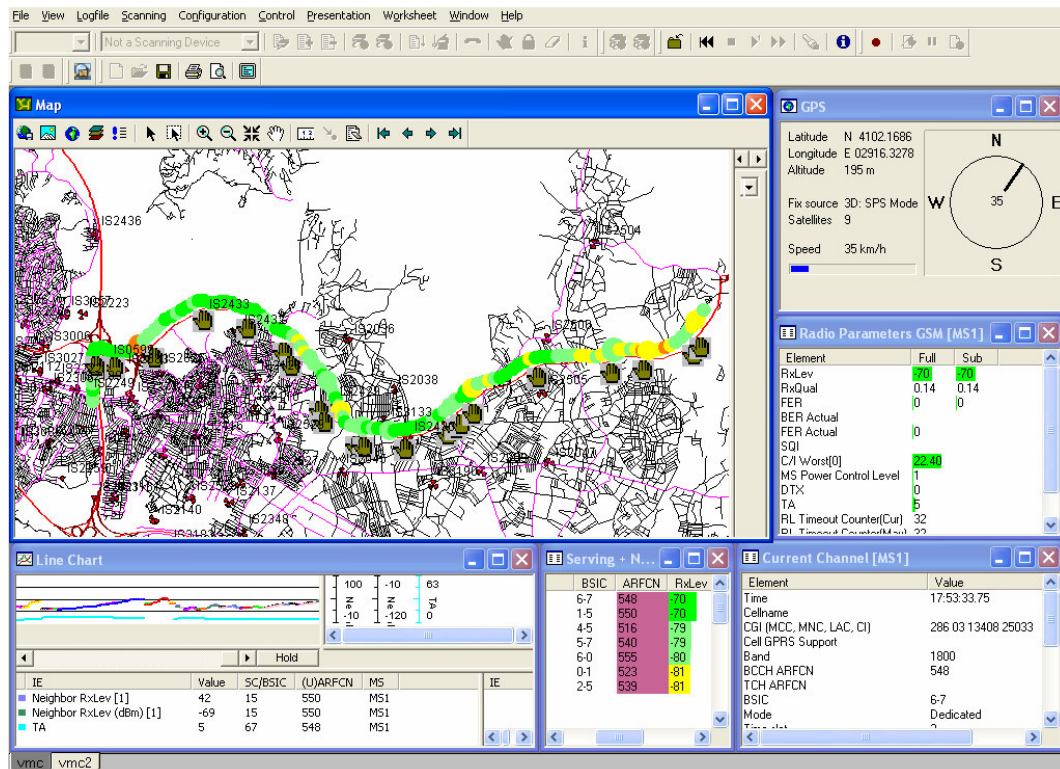 File View Logfile Scanning Configuration Control Presentation Worksheet Window Help
Not a Scanning Device
Map
IS2436
IS2504
IS2223
IS3006
IS3027
IS2433
IS2036
IS2038
IS2505
IS2749
IS2137
IS2140
IS2348
GPS
Latitude N 4102.1686
Longitude E 02916.3278
Altitude 195 m
Fix source 3D: SPS Mode
Satellites 9
Speed 35 km/h
N
W 35 E
S
Radio Parameters GSM [MS1]
Element Full Sub
RxLev -70 -70
RxQual 0.14 0.14
FER 0 0
BER Actual
FER Actual 0
SQI
C/I Worst[0] 22.40
MS Power Control Level 1
DTX 0
TA 5
RL Timeout Counter(Cur) 32
Line Chart
100 -10 63
-10 -120 0
TA
Hold
IE Value SC/BSIC (U)ARFCN MS IE
Neighbor RxLev [1] 42 15 550 MS1
Neighbor RxLev (dBm) [1] -69 15 550 MS1
TA 5 67 548 MS1
Serving + N...
BSIC ARFCN RxLev
6-7 548 -70
1-5 550 -70
4-5 516 -79
5-7 540 -79
6-0 555 -80
0-1 523 -81
2-5 539 -81
Current Channel [MS1]
Element Value
Time 17:53:33.75
Cellname
CGI (MCC, MNC, LAC, CI) 286 03 13408 25033
Cell GPRS Support
Band 1800
BCCH ARFCN 548
TCH ARFCN
BSIC 6-7
Mode Dedicated
vmc vmc2